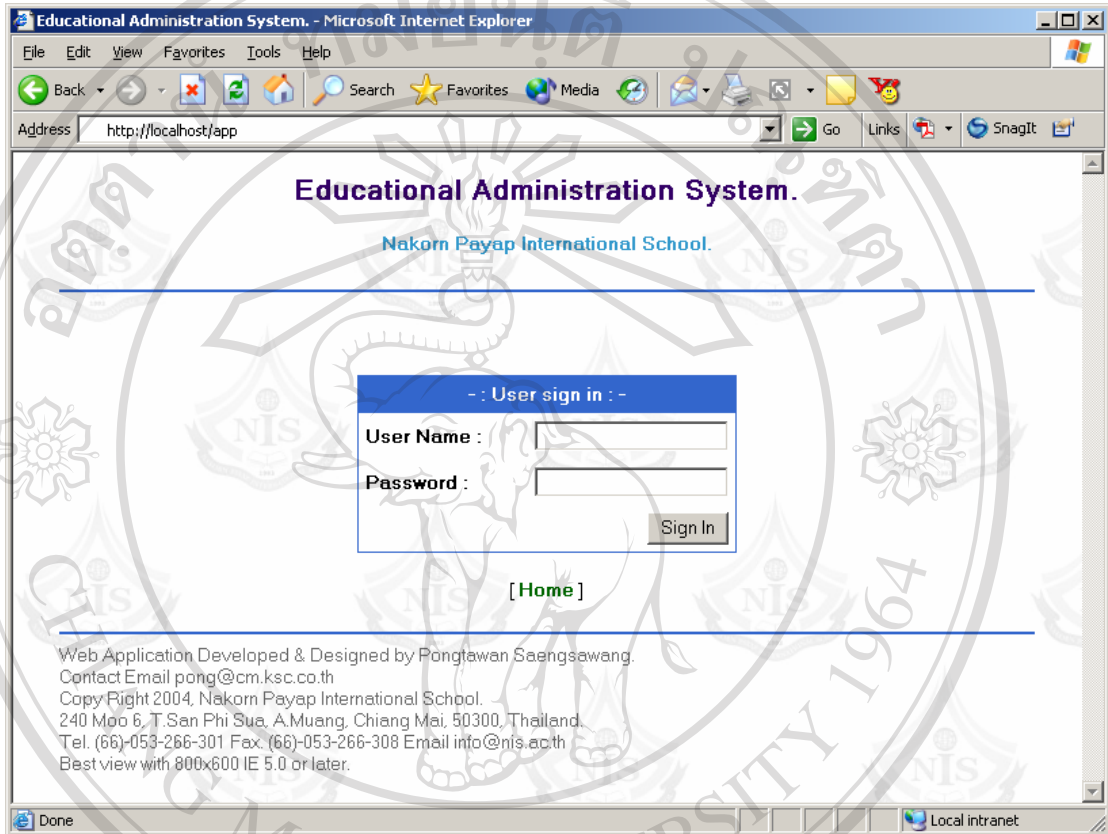 Educational Administration System. - Microsoft Internet Explorer
File Edit View Favorites Tools Help
Back Search Favorites Media
Address http://localhost/app Go Links SnagIt
Educational Administration System.
Nakorn Payap International School.
- : User sign in : -
User Name :
Password :
Sign In
[ Home ]
Web Application Developed & Designed by Pongtawan Saengsawang.
Contact Email pong@cm.ksc.co.th
Copy Right 2004, Nakorn Payap International School.
240 Moo 6, T.San Phi Sua, A.Muang, Chiang Mai, 50300, Thailand.
Tel. (66)-053-266-301 Fax. (66)-053-266-308 Email info@nis.ac.th
Best view with 800x600 IE 5.0 or later.
Done Local intranet
NIS
1964